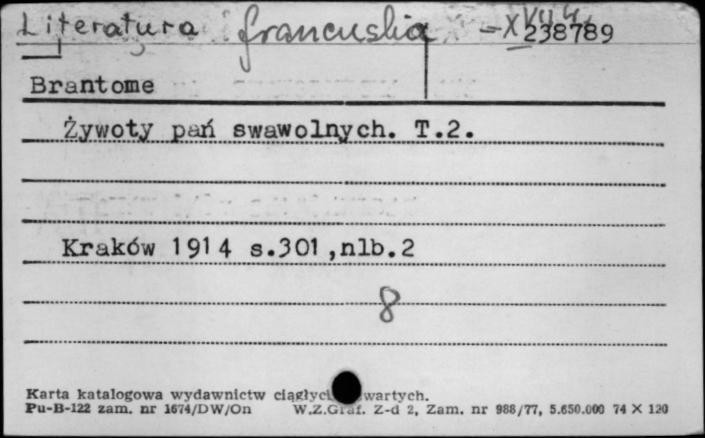 Literatura francuska – XVII w.
238789
Brantome
Żywoty pań swawolnych. T.2.
Kraków 1914 s.301,nlb.2
8
Karta katalogowa wydawnictw wartych.
Pu-B-122 zam. nr 1674/DW/On W.Z.Graf. Z-d 2, Zam. nr 988/77, 5.650.000 74 X 120